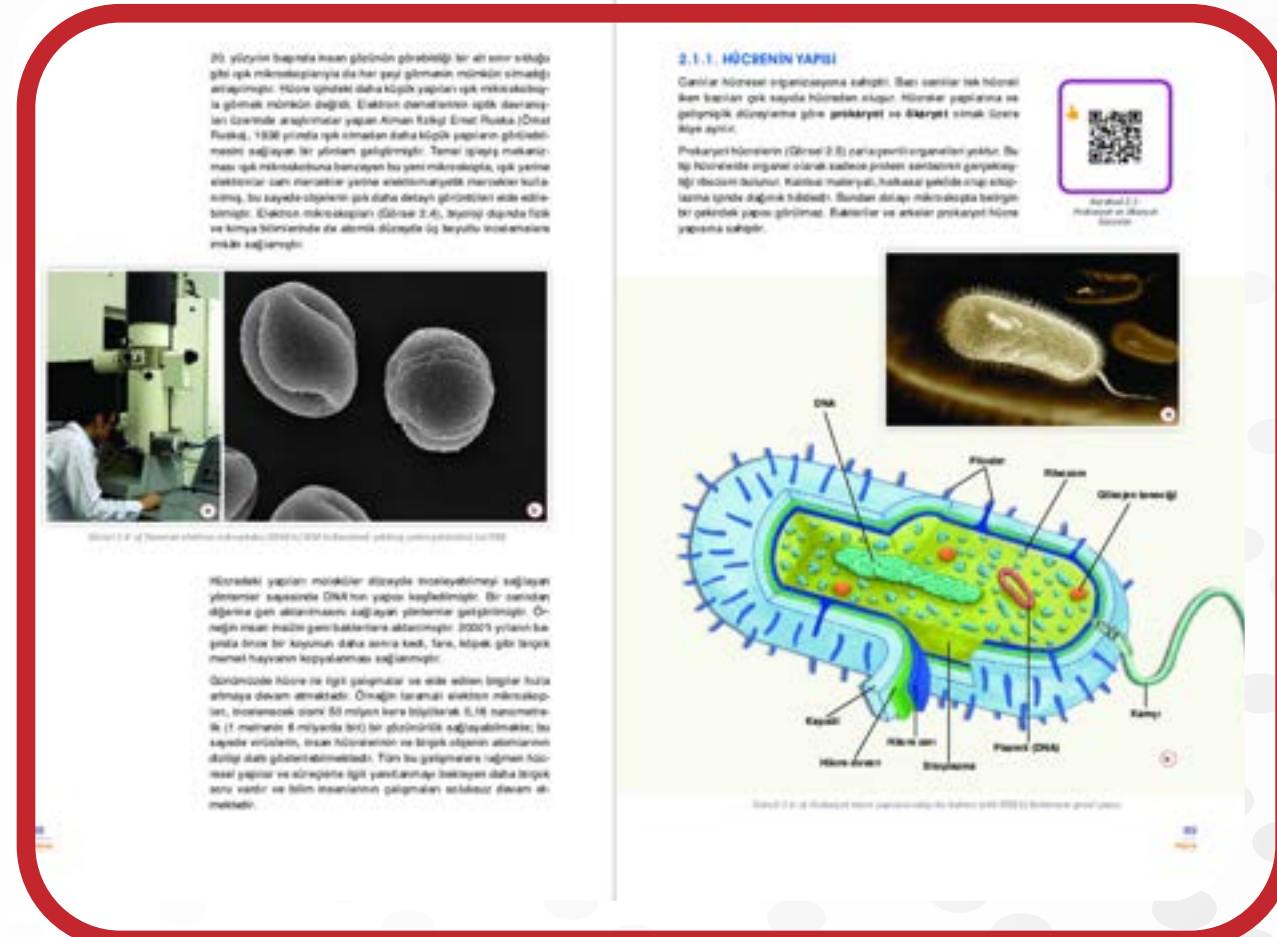 20. yüzyılın başında insan gözünün görebildiği bir alt sınır olduğu
gibi ışık mikroskoplarıyla da her şeyi görmenin mümkün olmadığı
anlaşılmıştır. Hücre içindeki daha küçük yapıları ışık mikroskobuy-
la görmek mümkün değildi. Elektron demetlerinin optik davranış-
ları üzerinde araştırmalar yapan Alman fizikçi Ernst Ruska (Örnst
Ruska), yılında ışık olmadan daha küçük yapıların görülebil-
mesini sağlayan bir yöntem geliştirmiştir. Temel işleyiş mekaniz-
ması ışık mikroskobuna benzeyen bu yeni mikroskopta, ışık yerine
elektronlar cam mercekler yerine elektromanyetik mercekler kulla-
nılmış, bu sayede objelerin çok daha detaylı görüntüleri elde edile-
bilmiştir. Elektron mikroskopları (Görsel 2.4), biyoloji dışında fizik
ve kimya bilimlerinde de atomik düzeyde üç boyutlu incelemelere
imkân sağlamıştır.
a
b
Hücredeki yapıları moleküler düzeyde inceleyebilmeyi sağlayan
yöntemler sayesinde DNA'nın yapısı keşfedilmiştir. Bir canlıdan
diğerine gen aktarılmasını sağlayan yöntemler geliştirilmiştir. Ör-
neğin insan insülin geni bakterilere aktarılmıştır. 2000'li yılların ba-
şında önce bir koyunun daha sonra kedi, fare, köpek gibi birçok
memeli hayvanın kopyalanması sağlanmıştır.
Günümüzde hücre ile ilgili çalışmalar ve elde edilen bilgiler hızla
artmaya devam etmektedir. Örneğin taramalı elektron mikroskop-
ları, incelenecek cismi 50 milyon kere büyüterek nanometre-
lik (1 metrenin 6 milyarda biri) bir çözünürlük sağlayabilmekte; bu
sayede virüslerin, insan hücrelerinin ve birçok objenin atomlarının
dizilişi dahi gözlenebilmektedir. Tüm bu gelişmelere rağmen hüc-
resel yapılar ve süreçlerle ilgili yanıtlanmayı bekleyen daha birçok
soru vardır ve bilim insanlarının çalışmaları soluksuz devam et-
mektedir.
2.1.1. HÜCRENİN YAPISI
Canlılar hücresel organizasyona sahiptir. Bazı canlılar tek hücreli
iken bazıları çok sayıda hücreden oluşur. Hücreler yapılarına ve
gelişmişlik düzeylerine göre prokaryot ve ökaryot olmak üzere
ikiye ayrılır.
Prokaryot hücrelerin (Görsel 2.5) zarla çevrili organelleri yoktur. Bu
tip hücrelerde organel olarak sadece protein sentezinin gerçekleş-
tiği ribozom bulunur. Kalıtsal materyali, halkasal şekilde olup sitop-
lazma içinde dağınık hâldedir. Bundan dolayı mikroskopta belirgin
bir çekirdek yapısı görülmez. Bakteriler ve arkeler prokaryot hücre
yapısına sahiptir.
a
DNA
Piluslar
Ribozom
Glikojen taneciği
Kapsül
Hücre duvarı
Hücre zarı
Sitoplazma
Plazmit (DNA)
Kamçı
b